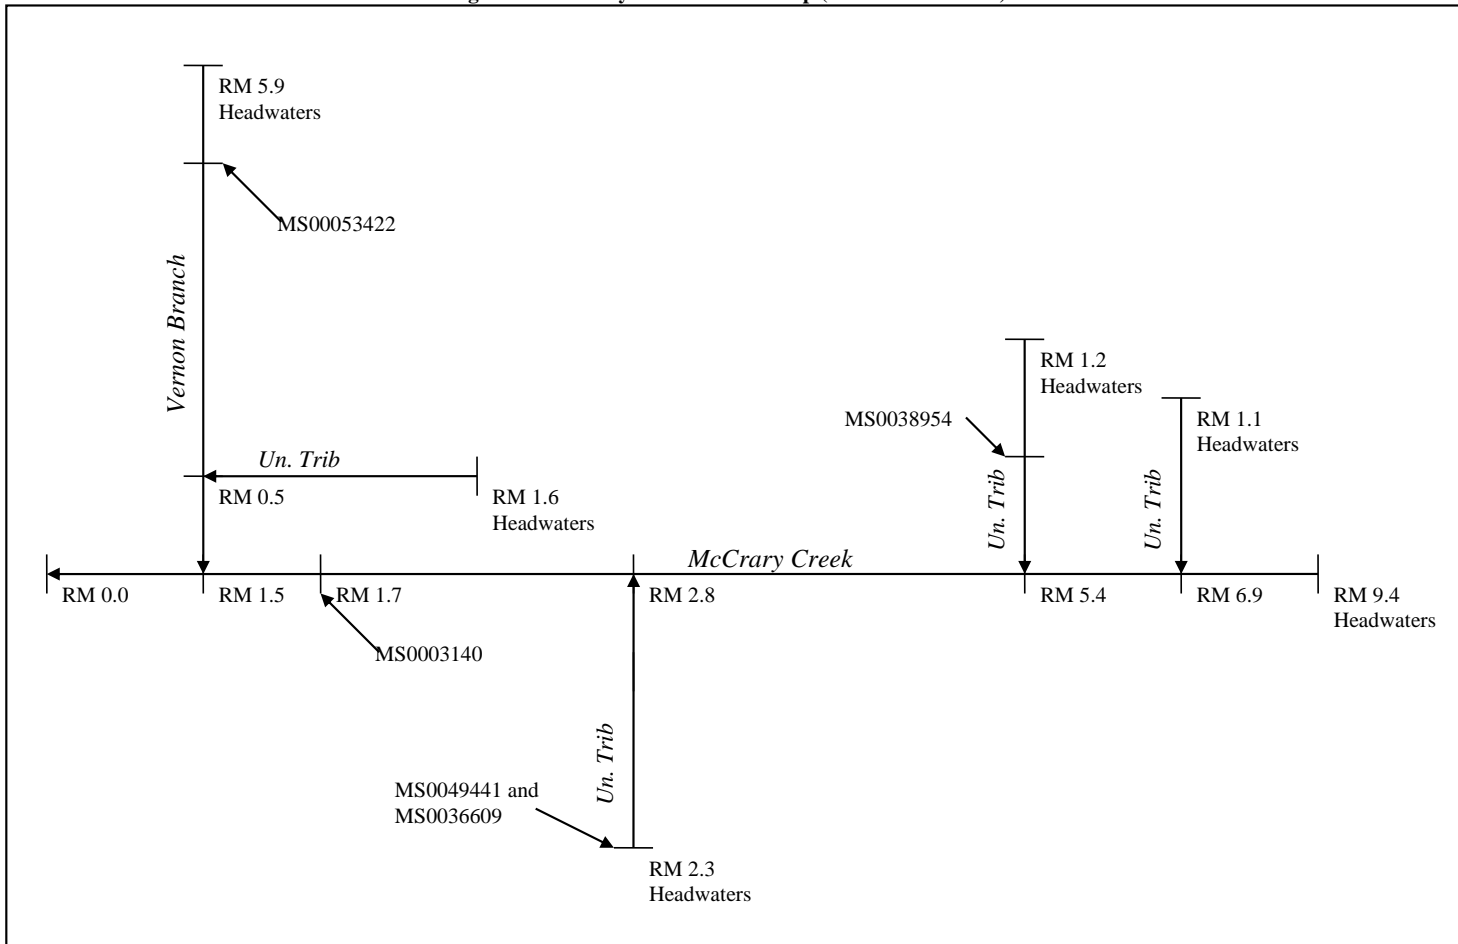 RM 5.9
Headwaters
MS00053422
Vernon Branch
RM 1.2
Headwaters
MS0038954
RM 1.1
Headwaters
Un. Trib
Un. Trib
Un. Trib
RM 0.5
RM 1.6
Headwaters
McCrary Creek
RM 0.0
RM 1.5
RM 1.7
RM 2.8
RM 5.4
RM 6.9
RM 9.4
Headwaters
MS0003140
Un. Trib
MS0049441 and
MS0036609
RM 2.3
Headwaters